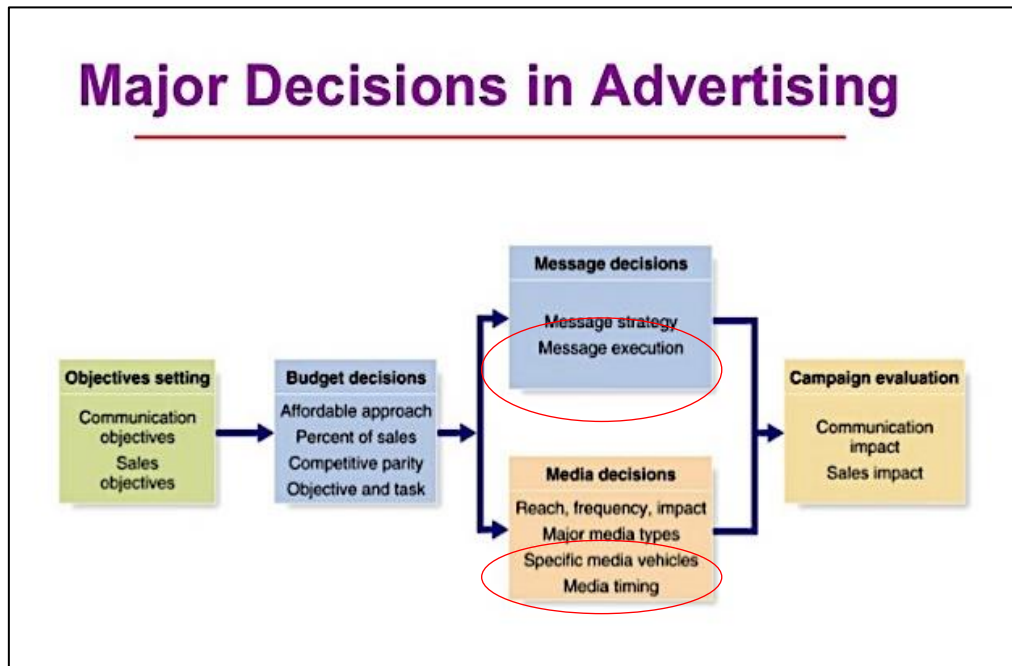 Major Decisions in Advertising
Objectives setting
Communication
objectives
Sales
objectives
Budget decisions
Affordable approach
Percent of sales
Competitive parity
Objective and task
Message decisions
Message strategy
Message execution
Media decisions
Reach, frequency, impact
Major media types
Specific media vehicles
Media timing
Campaign evaluation
Communication
impact
Sales impact